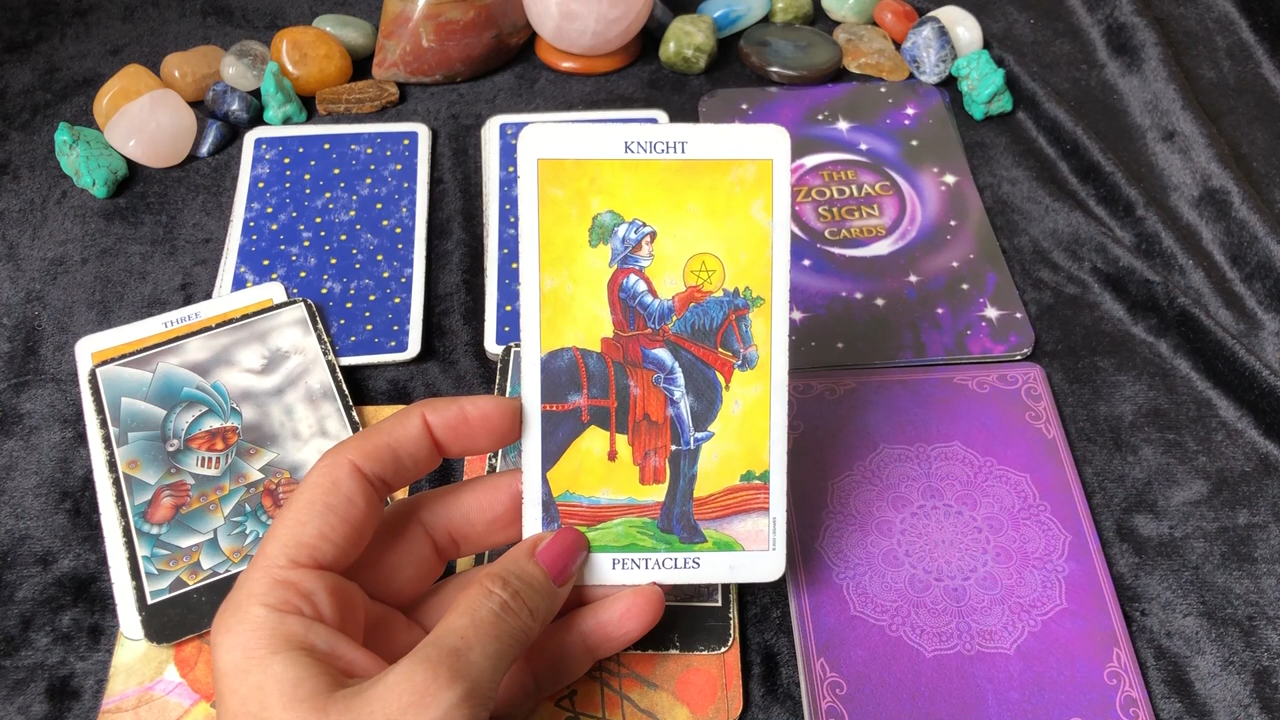 KNIGHT
PENTACLES
THE
ZODIAC
SIGN
CARDS
THREE